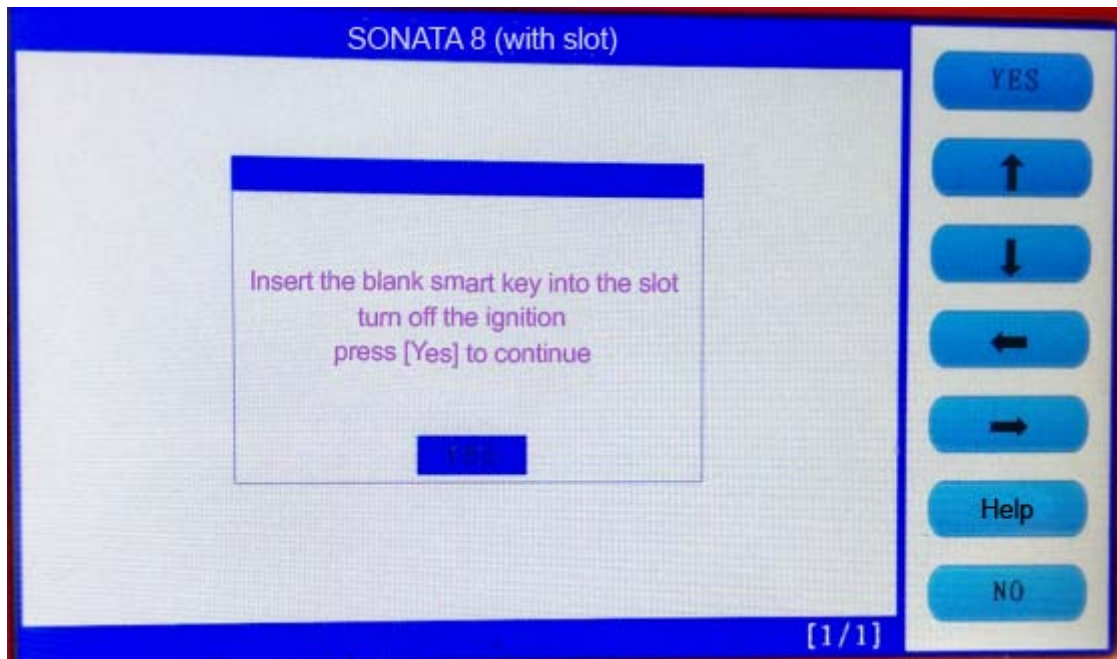 SONATA 8 (with slot)
YES
Insert the blank smart key into the slot
turn off the ignition
press [Yes] to continue
YES
Help
NO
[1/1]